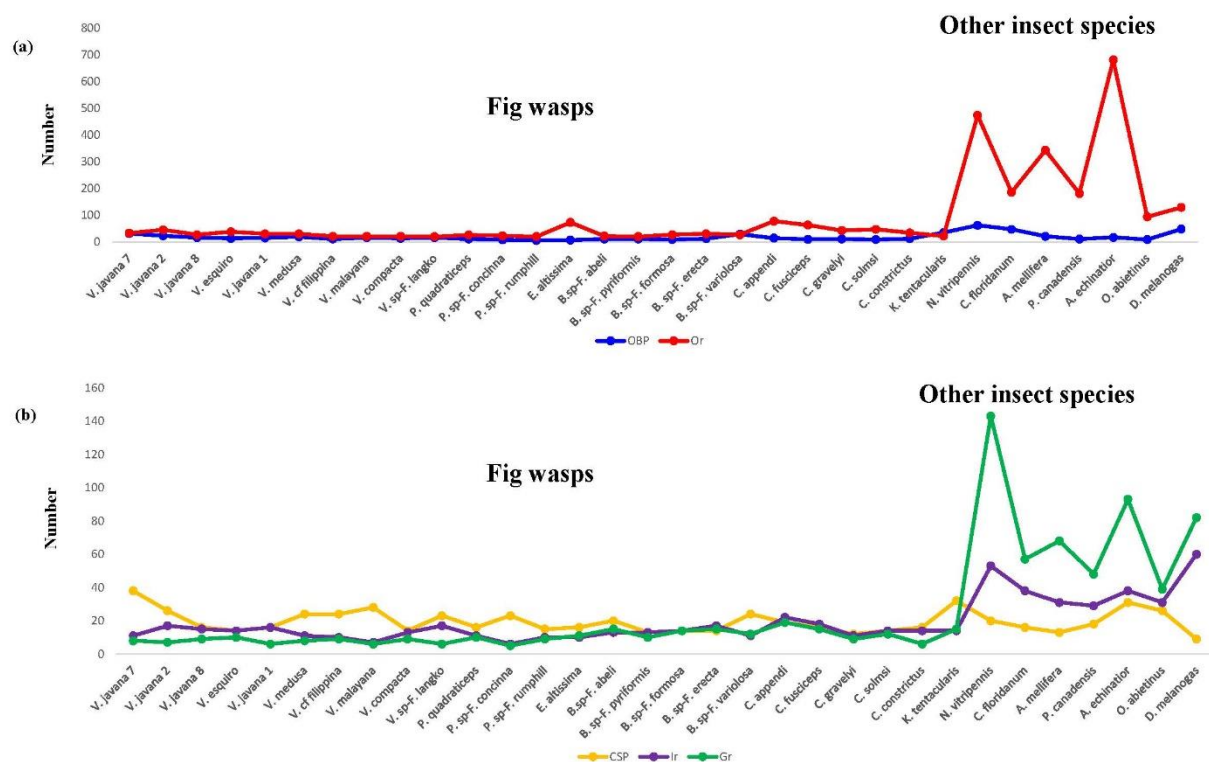 Other insect species
(a)
Fig wasps
Number
800
700
600
500
400
300
200
100
0
V. javana 7
V. javana 2
V. javana 8
V. esquiro
V. javana 1
V. medusa
V. cf filippina
V. malayana
V. compacta
V. sp-F. langko
P. quadraticeps
P. sp-F. concinna
P. sp-F. rumphill
E. altissima
B.sp-F. abeli
B. sp-F. pyriformis
B. sp-F. formosa
B. sp-F. erecta
B. sp-F. variolosa
C. appendi
C. fusciceps
C. gravelyi
C. solmsi
C. constrictus
K. tentacularis
N. vitripennis
C. floridanum
A. mellifera
P. canadensis
A. echinatior
O. abietinus
D. melanogas
OBP Or
Other insect species
(b)
Fig wasps
Number
160
140
120
100
80
60
40
20
0
V. javana 7
V. javana 2
V. javana 8
V. esquiro
V. javana 1
V. medusa
V. cf filippina
V. malayana
V. compacta
V. sp-F. langko
P. quadraticeps
P. sp-F. concinna
P. sp-F. rumphill
E. altissima
B.sp-F. abeli
B. sp-F. pyriformis
B. sp-F. formosa
B. sp-F. erecta
B. sp-F. variolosa
C. appendi
C. fusciceps
C. gravelyi
C. solmsi
C. constrictus
K. tentacularis
N. vitripennis
C. floridanum
A. mellifera
P. canadensis
A. echinatior
O. abietinus
D. melanogas
CSP Ir Gr